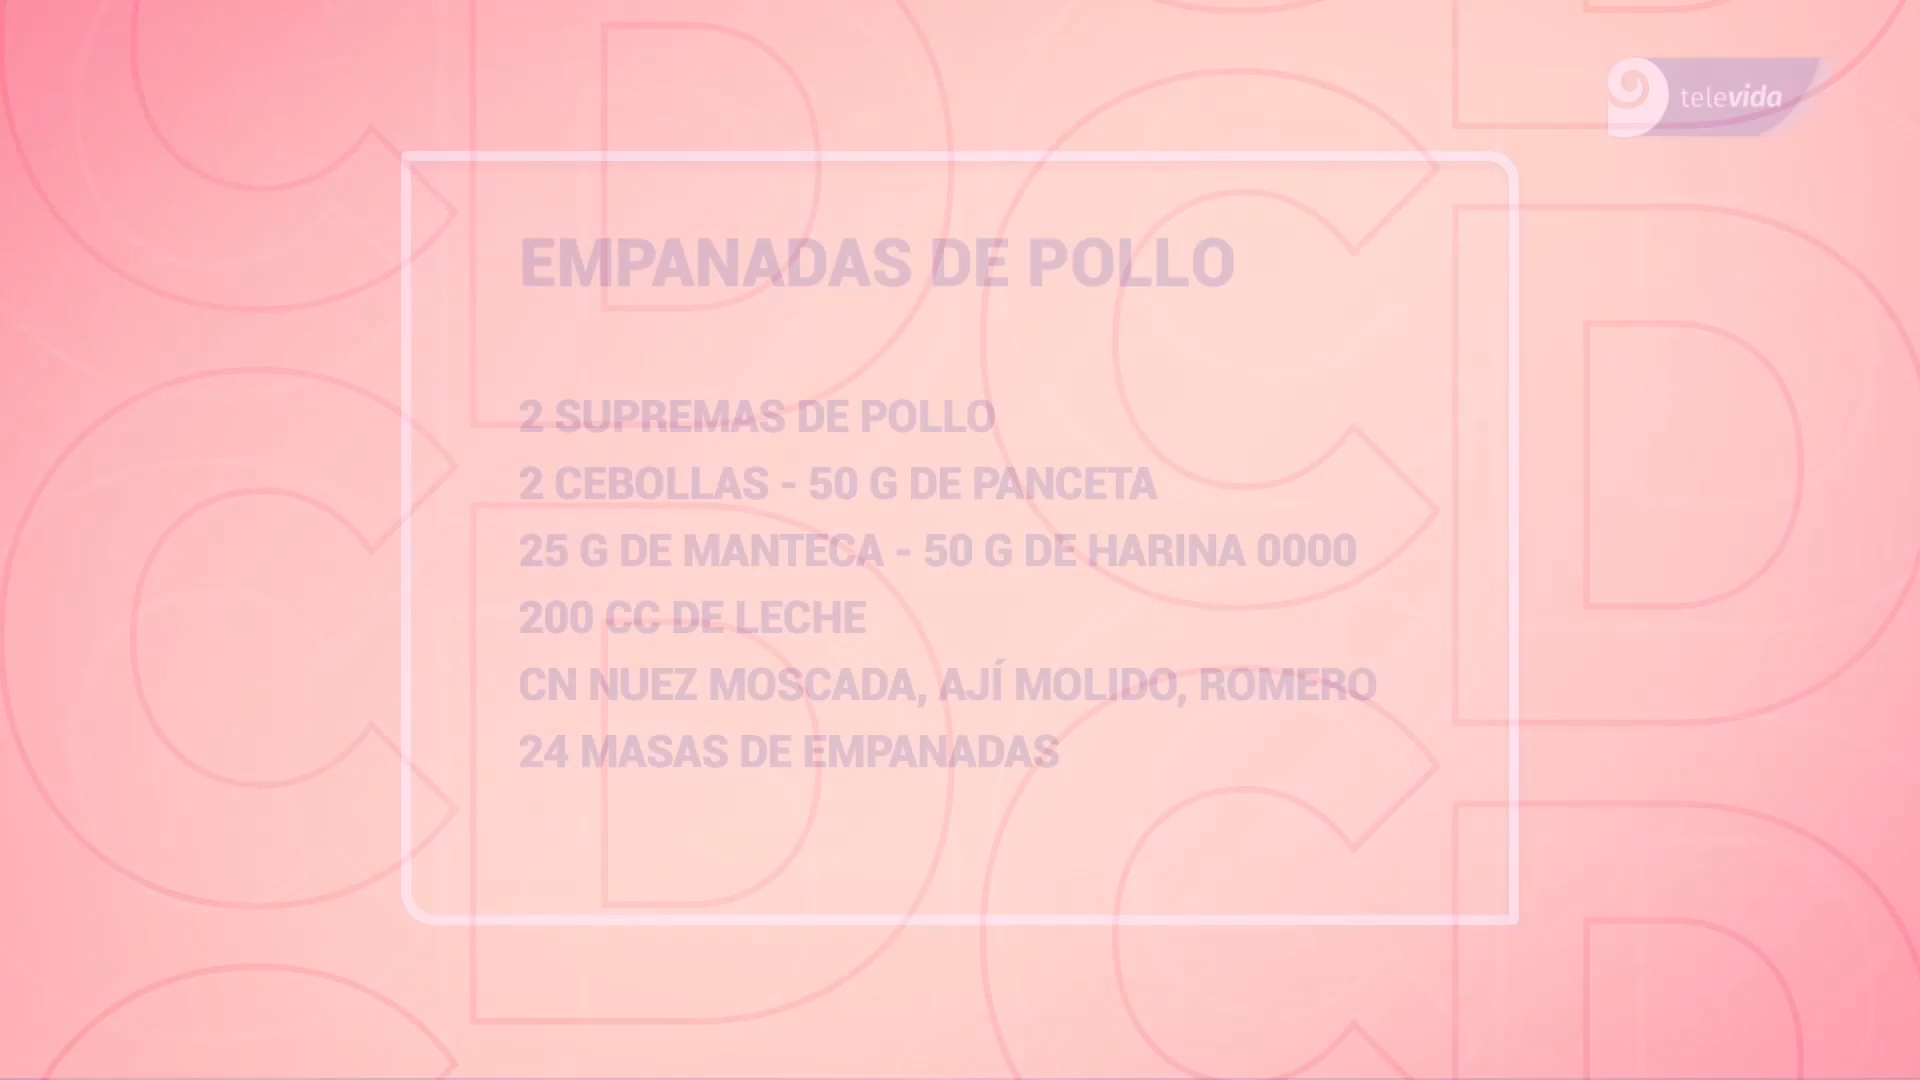 televida
EMPANADAS DE POLLO
2 SUPREMAS DE POLLO
2 CEBOLLAS - 50 G DE PANCETA
25 G DE MANTECA - 50 G DE HARINA 0000
200 CC DE LECHE
CN NUEZ MOSCADA, AJÍ MOLIDO, ROMERO
24 MASAS DE EMPANADAS